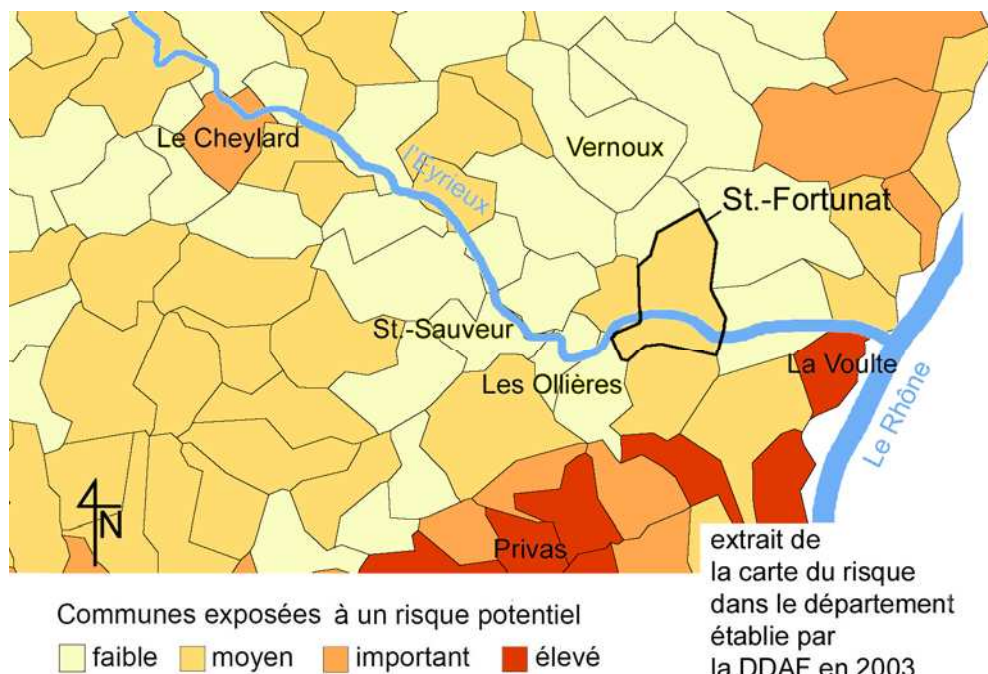 Le Cheylard
Vernoux
l'Eyrieux
St.-Fortunat
St.-Sauveur
La Voulte
Les Ollières
Le Rhône
N
Privas
extrait de
la carte du risque
dans le département
établie par
la DDAF en 2003
Communes exposées à un risque potentiel
faible moyen important élevé